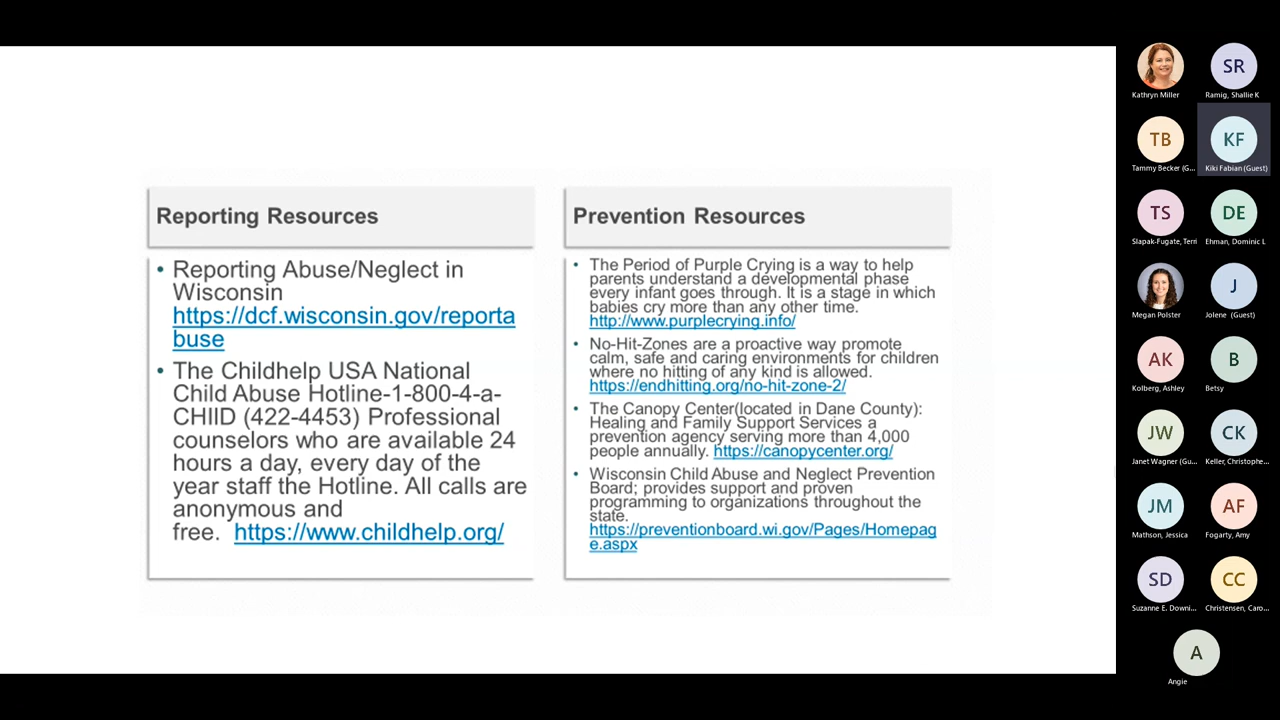 Reporting Resources
• Reporting Abuse/Neglect in
Wisconsin
https://dcf.wisconsin.gov/reporta
buse
• The Childhelp USA National
Child Abuse Hotline-1-800-4-a-
CHIID (422-4453) Professional
counselors who are available 24
hours a day, every day of the
year staff the Hotline. All calls are
anonymous and
free. https://www.childhelp.org/
Prevention Resources
• The Period of Purple Crying is a way to help
parents understand a developmental phase
every infant goes through. It is a stage in which
babies cry more than any other time.
http://www.purplecrying.info/
• No-Hit-Zones are a proactive way promote
calm, safe and caring environments for children
where no hitting of any kind is allowed.
https://endhitting.org/no-hit-zone-2/
• The Canopy Center(located in Dane County):
Healing and Family Support Services a
prevention agency serving more than 4,000
people annually. https://canopycenter.org/
• Wisconsin Child Abuse and Neglect Prevention
Board; provides support and proven
programming to organizations throughout the
state.
https://preventionboard.wi.gov/Pages/Homepag
e.aspx
Kathryn Miller
SR
Ramig, Shallie K
TB
Tammy Becker (G...
KF
Kiki Fabian (Guest)
TS
Slapak-Fugate, Terri
DE
Ehman, Dominic L
Megan Polster
J
Jolene (Guest)
AK
Kolberg, Ashley
B
Betsy
JW
Janet Wagner (Gu...
CK
Keller, Christophe...
JM
Mathson, Jessica
AF
Fogarty, Amy
SD
Suzanne E. Downi...
CC
Christensen, Caro...
A
Angie